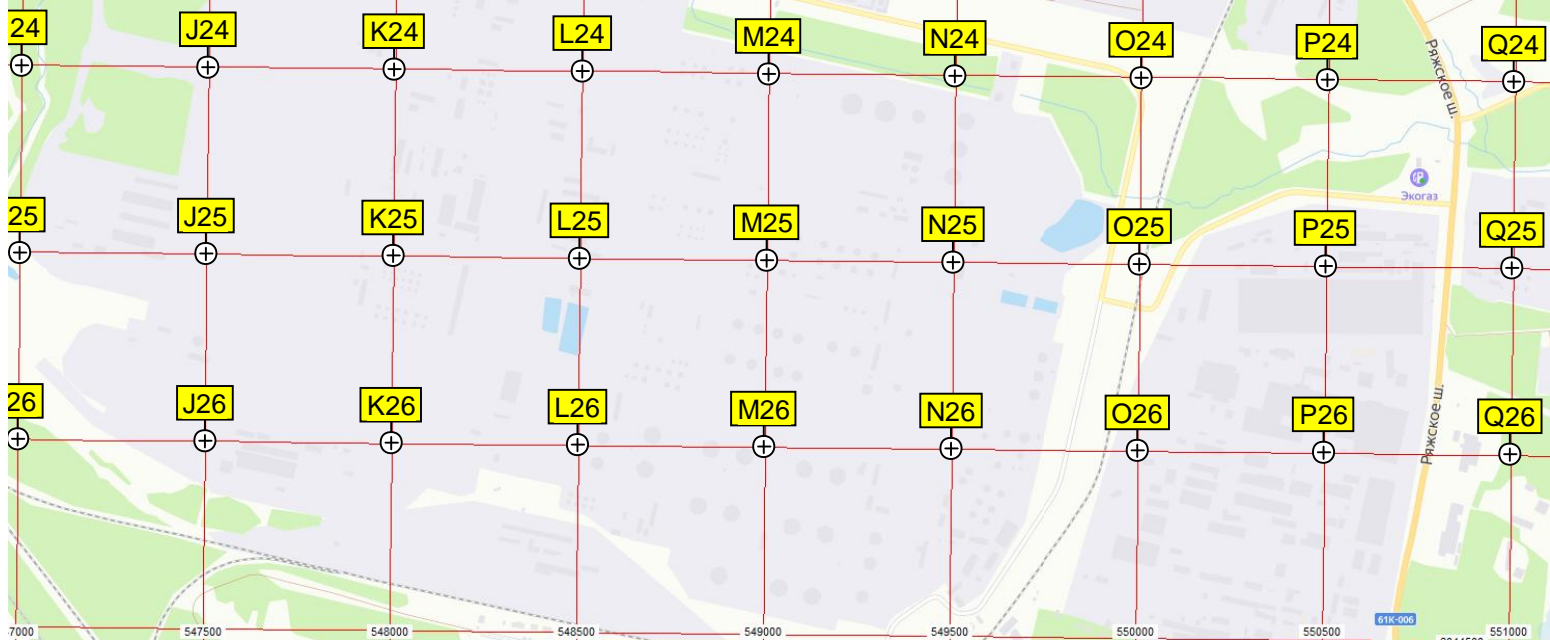 24 J24 K24 L24 M24 N24 O24 P24 Q24
Ряжское ш.
Экогаз
25 J25 K25 L25 M25 N25 O25 P25 Q25
26 J26 K26 L26 M26 N26 O26 P26 Q26
Ряжское ш.
61К-006
7000 547500 548000 548500 549000 549500 550000 550500 551000